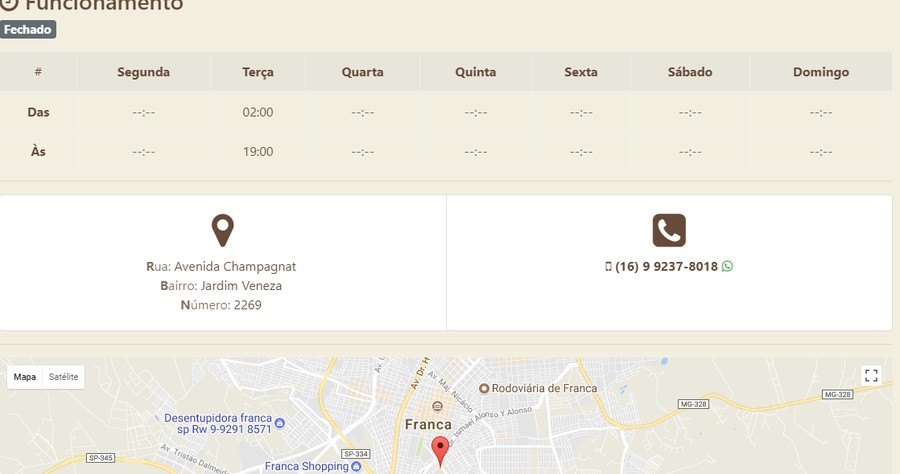 Funcionamento
Fechado
# Segunda Terça Quarta Quinta Sexta Sábado Domingo
Das --:-- 02:00 --:-- --:-- --:-- --:-- --:--
Às --:-- 19:00 --:-- --:-- --:-- --:-- --:--
Rua: Avenida Champagnat
Bairro: Jardim Veneza
Número: 2269
(16) 9 9237-8018
Mapa Satélite
Av. Dr. H
Av. Maj. Nicácio
Rodoviária de Franca
MG-328
MG-328
Desentupidora franca
sp Rw 9-9291 8571
Franca
Dr. Ismael Alonso Y Alonso
SP-334
SP-345
Av. Tristão Dalmeida
Franca Shopping